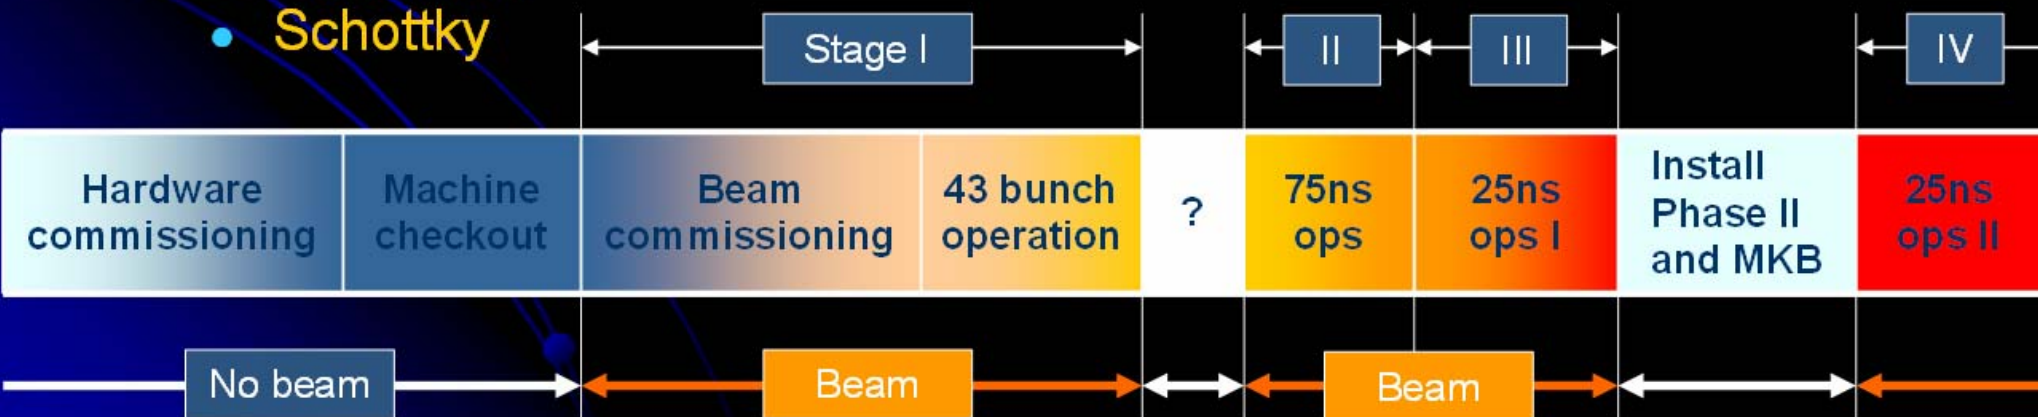 • Schottky
Stage I
II
III
IV
Hardware
commissioning
Machine
checkout
Beam
commissioning
43 bunch
operation
?
75ns
ops
25ns
ops I
Install
Phase II
and MKB
25ns
ops II
No beam
Beam
Beam